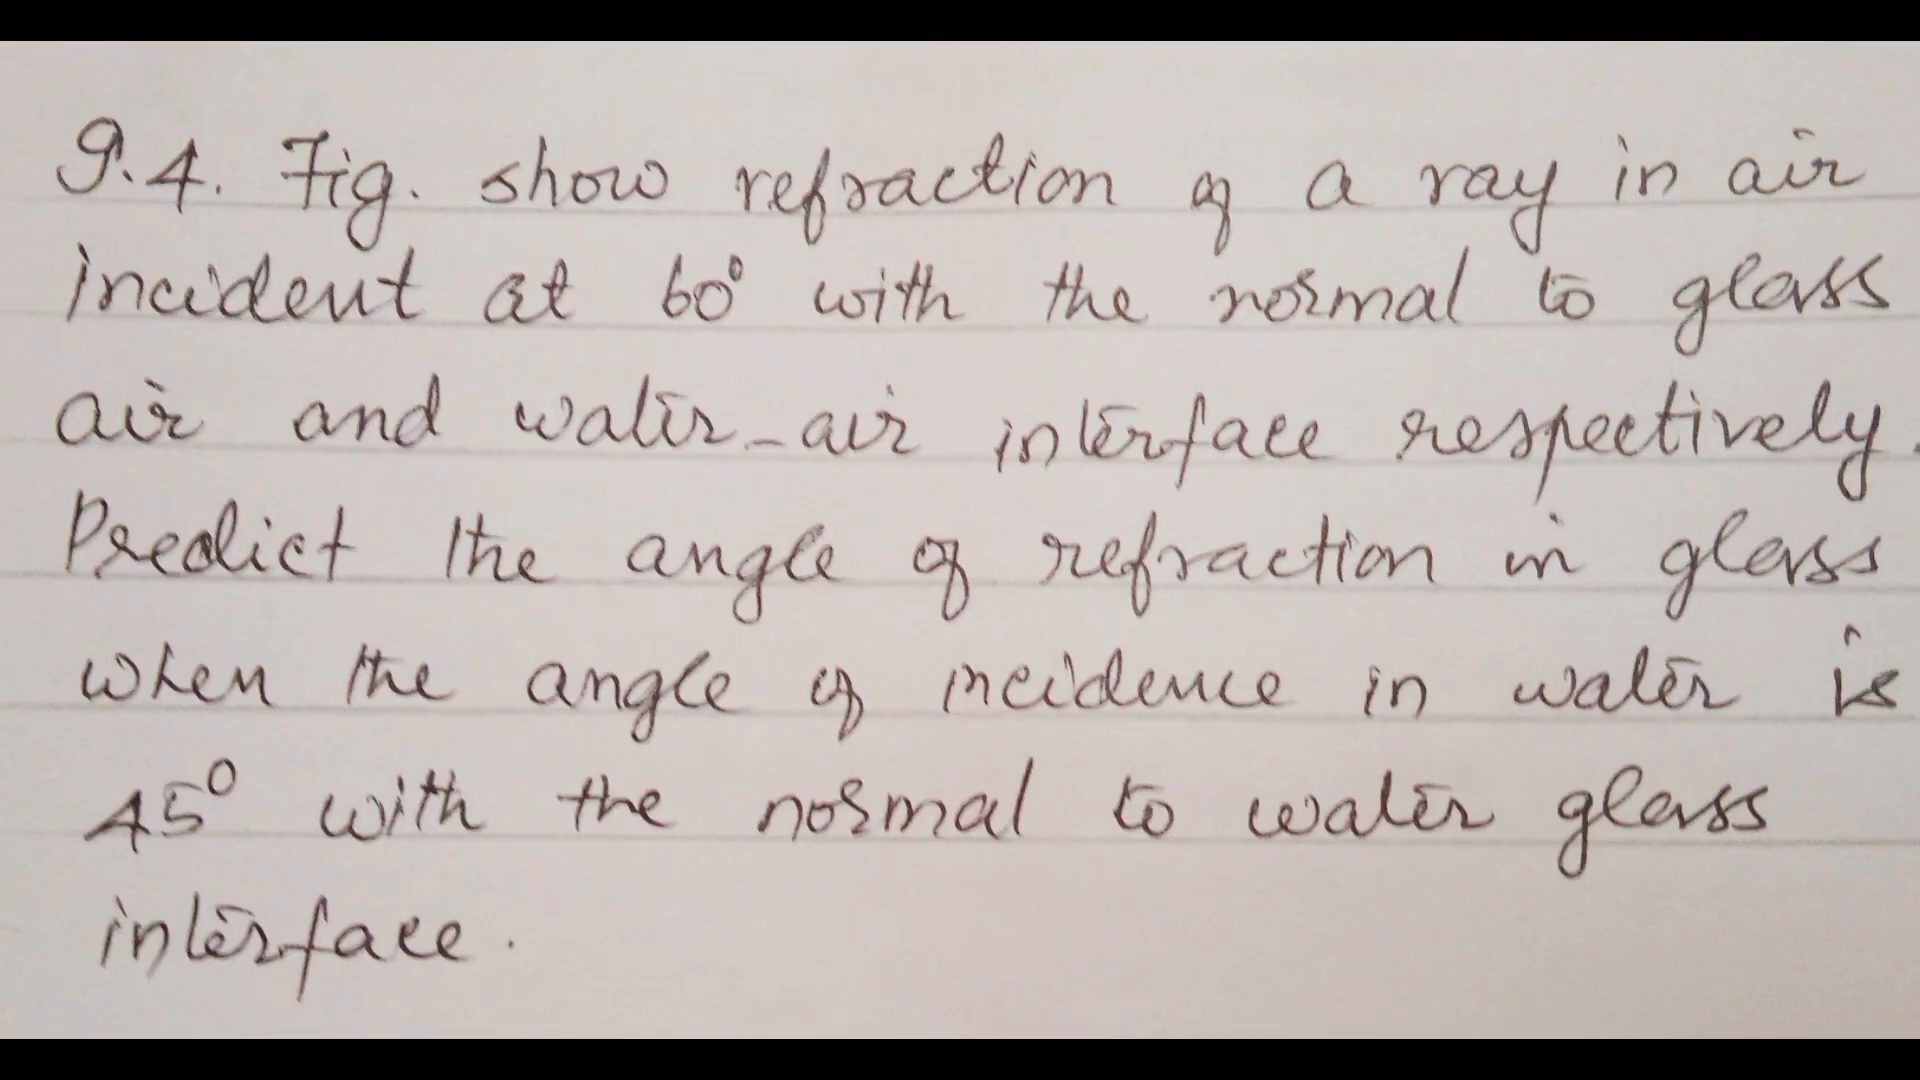 9.4. Fig. show refraction of a ray in air
incident at 60° with the normal to glass
air and water-air interface respectively.
Predict the angle of refraction in glass
when the angle of incidence in water is
45° with the normal to water glass
interface.